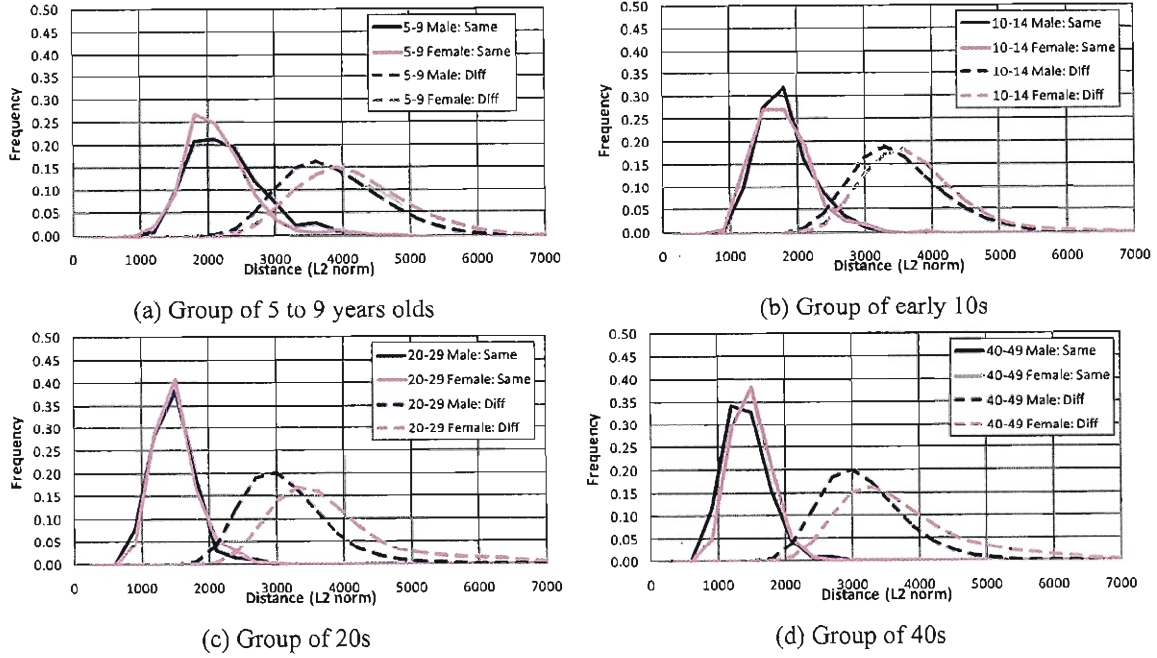 0.50
0.45
0.40
0.35
0.30
0.25
0.20
0.15
0.10
0.05
0.00
Frequency
5-9 Male: Same
5-9 Female: Same
5-9 Male: Diff
5-9 Female: Diff
0 1000 2000 3000 4000 5000 6000 7000
Distance (L2 norm)
(a) Group of 5 to 9 years olds
0.50
0.45
0.40
0.35
0.30
0.25
0.20
0.15
0.10
0.05
0.00
Frequency
10-14 Male: Same
10-14 Female: Same
10-14 Male: Diff
10-14 Female: Diff
0 1000 2000 3000 4000 5000 6000 7000
Distance (L2 norm)
(b) Group of early 10s
0.50
0.45
0.40
0.35
0.30
0.25
0.20
0.15
0.10
0.05
0.00
Frequency
20-29 Male: Same
20-29 Female: Same
20-29 Male: Diff
20-29 Female: Diff
0 1000 2000 3000 4000 5000 6000 7000
Distance (L2 norm)
(c) Group of 20s
0.50
0.45
0.40
0.35
0.30
0.25
0.20
0.15
0.10
0.05
0.00
Frequency
40-49 Male: Same
40-49 Female: Same
40-49 Male: Diff
40-49 Female: Diff
0 1000 2000 3000 4000 5000 6000 7000
Distance (L2 norm)
(d) Group of 40s